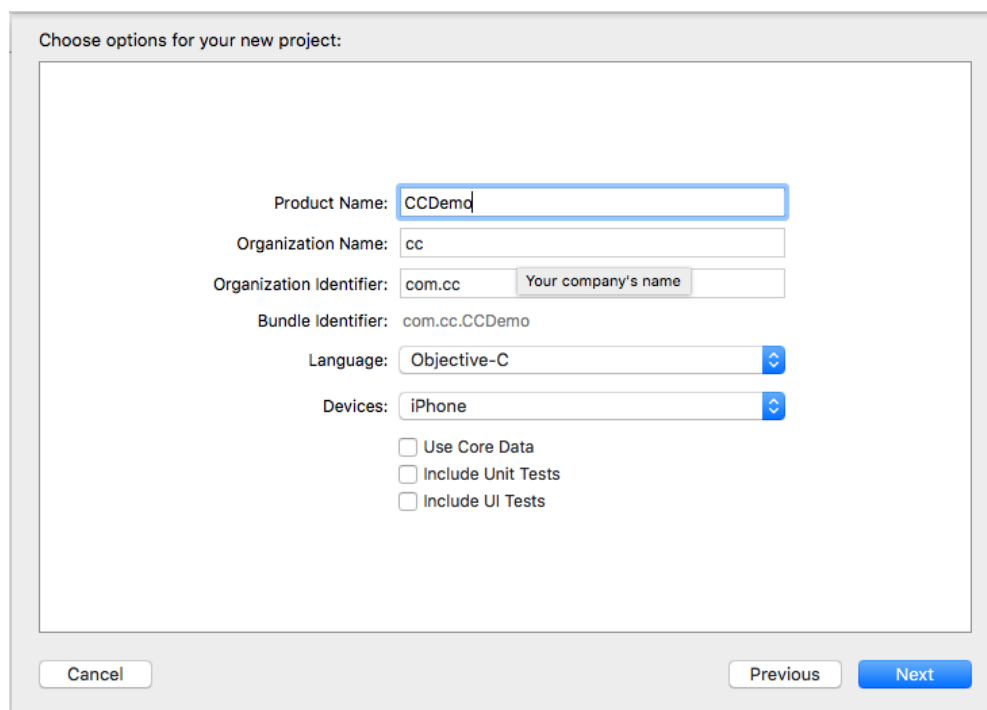 Choose options for your new project:
Product Name: CCDemo
Organization Name: cc
Organization Identifier: com.cc
Your company's name
Bundle Identifier: com.cc.CCDemo
Language: Objective-C
Devices: iPhone
Use Core Data
Include Unit Tests
Include UI Tests
Cancel Previous Next